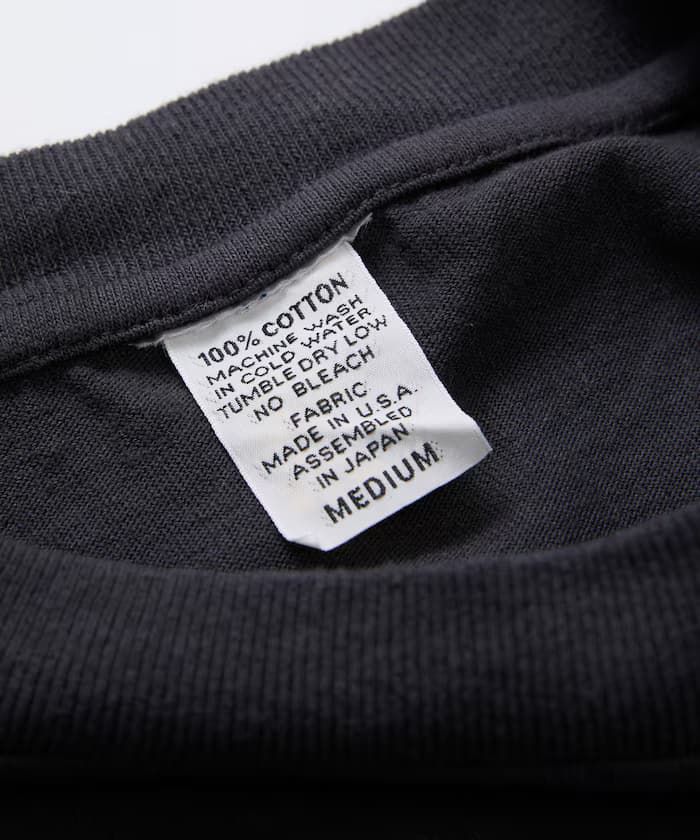 100% COTTON
MACHINE WASH
IN COLD WATER
TUMBLE DRY LOW
NO BLEACH
FABRIC
MADE IN U.S.A.
ASSEMBLED
IN JAPAN
MEDIUM